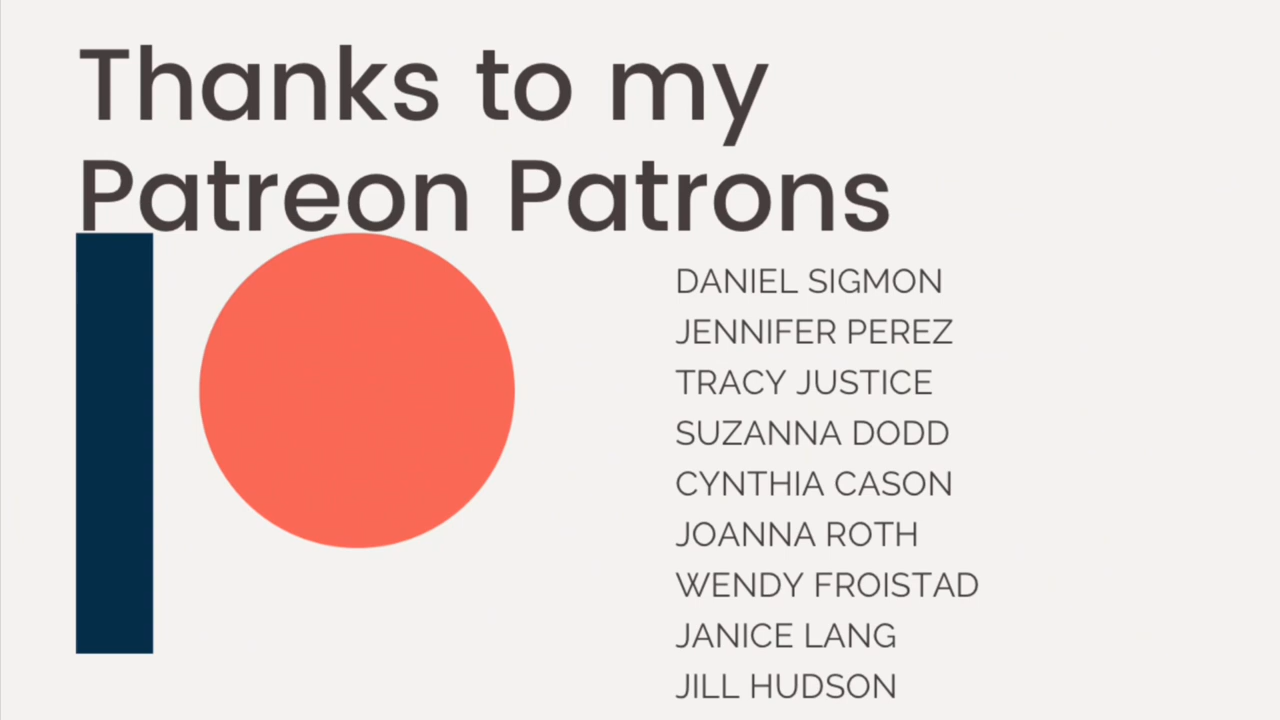 Thanks to my
Patreon Patrons
DANIEL SIGMON
JENNIFER PEREZ
TRACY JUSTICE
SUZANNA DODD
CYNTHIA CASON
JOANNA ROTH
WENDY FROISTAD
JANICE LANG
JILL HUDSON